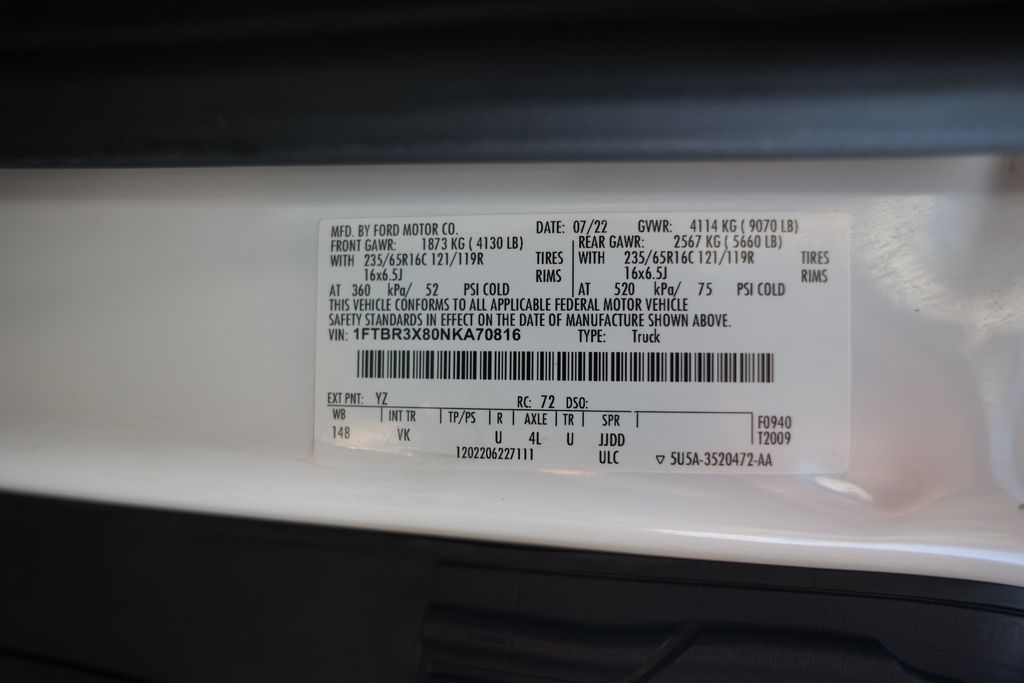 MFD. BY FORD MOTOR CO. DATE: 07/22 GVWR: 4114 KG ( 9070 LB)
FRONT GAWR: 1873 KG ( 4130 LB) REAR GAWR: 2567 KG ( 5660 LB)
WITH 235/65R16C 121/119R TIRES WITH 235/65R16C 121/119R TIRES
16x6.5J RIMS 16x6.5J RIMS
AT 360 kPa/ 52 PSI COLD AT 520 kPa/ 75 PSI COLD
THIS VEHICLE CONFORMS TO ALL APPLICABLE FEDERAL MOTOR VEHICLE
SAFETY STANDARDS IN EFFECT ON THE DATE OF MANUFACTURE SHOWN ABOVE.
VIN: 1FTBR3X80NKA70816 TYPE: Truck
EXT PNT: YZ RC: 72 DSO:
WB INT TR TP/PS R AXLE TR SPR F0940
148 VK U 4L U JJDD T2009
1202206227111 ULC ▽ 5U5A-3520472-AA